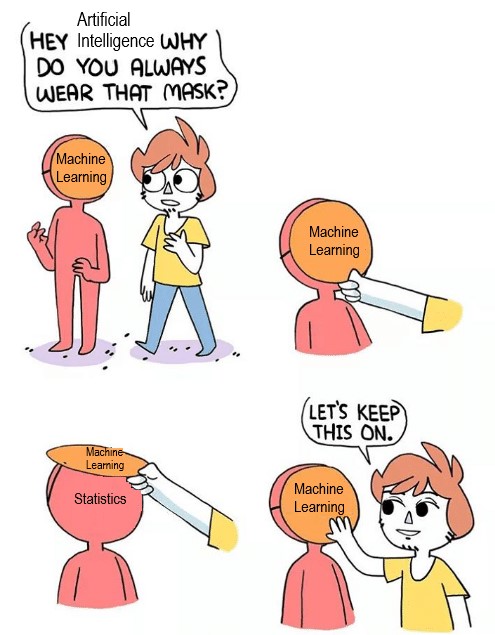 Artificial
HEY Intelligence WHY
DO YOU ALWAYS
WEAR THAT MASK?
Machine
Learning
Machine
Learning
Machine
Learning
Statistics
LET'S KEEP
THIS ON.
Machine
Learning